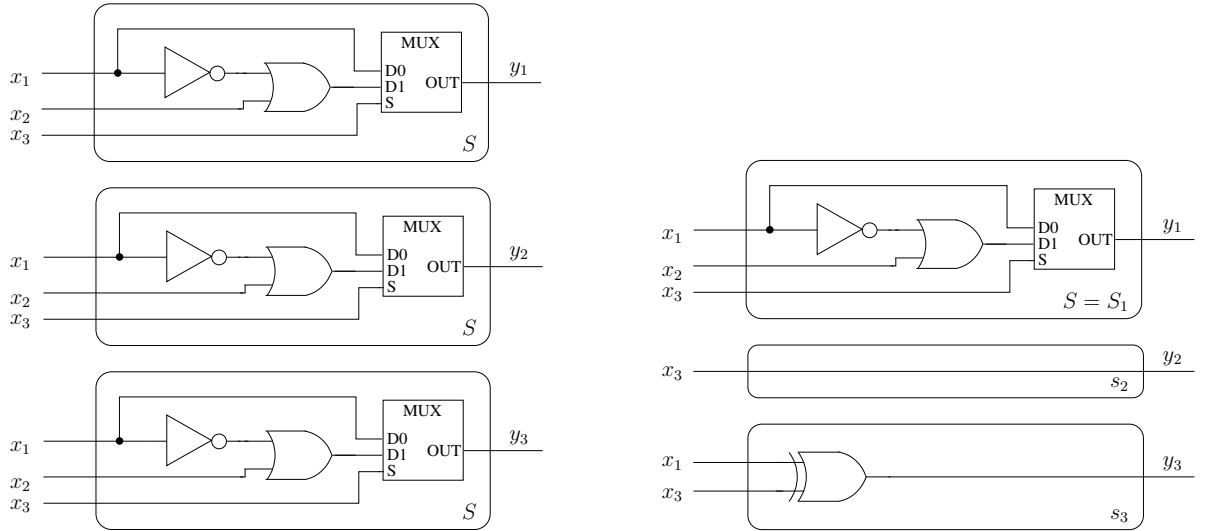 MUX
x₁
D0
D1
OUT
y₁
x₂
S
x₃
S
MUX
x₁
D0
D1
OUT
y₂
x₂
S
x₃
S
MUX
x₁
D0
D1
OUT
y₃
x₂
S
x₃
S
MUX
x₁
D0
D1
OUT
y₁
x₂
S
x₃
S = S₁
x₃
y₂
s₂
x₁
x₃
y₃
s₃